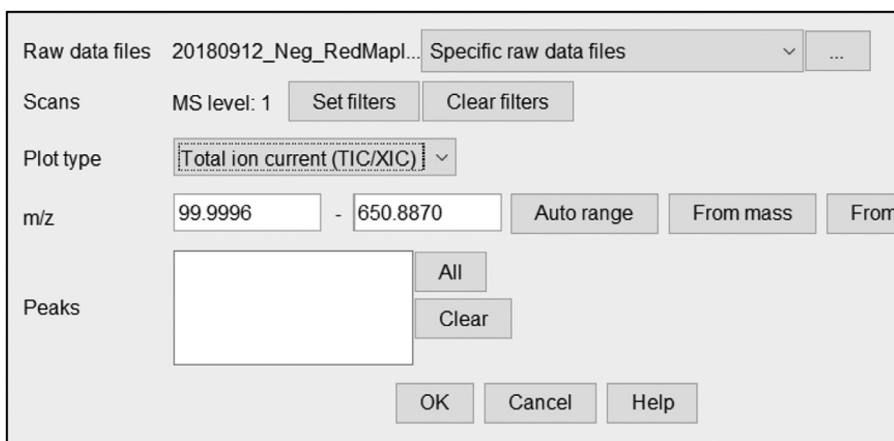 Raw data files 20180912_Neg_RedMapl... Specific raw data files ...
Scans MS level: 1 Set filters Clear filters
Plot type Total ion current (TIC/XIC)
m/z 99.9996 - 650.8870 Auto range From mass From
All
Peaks
Clear
OK Cancel Help